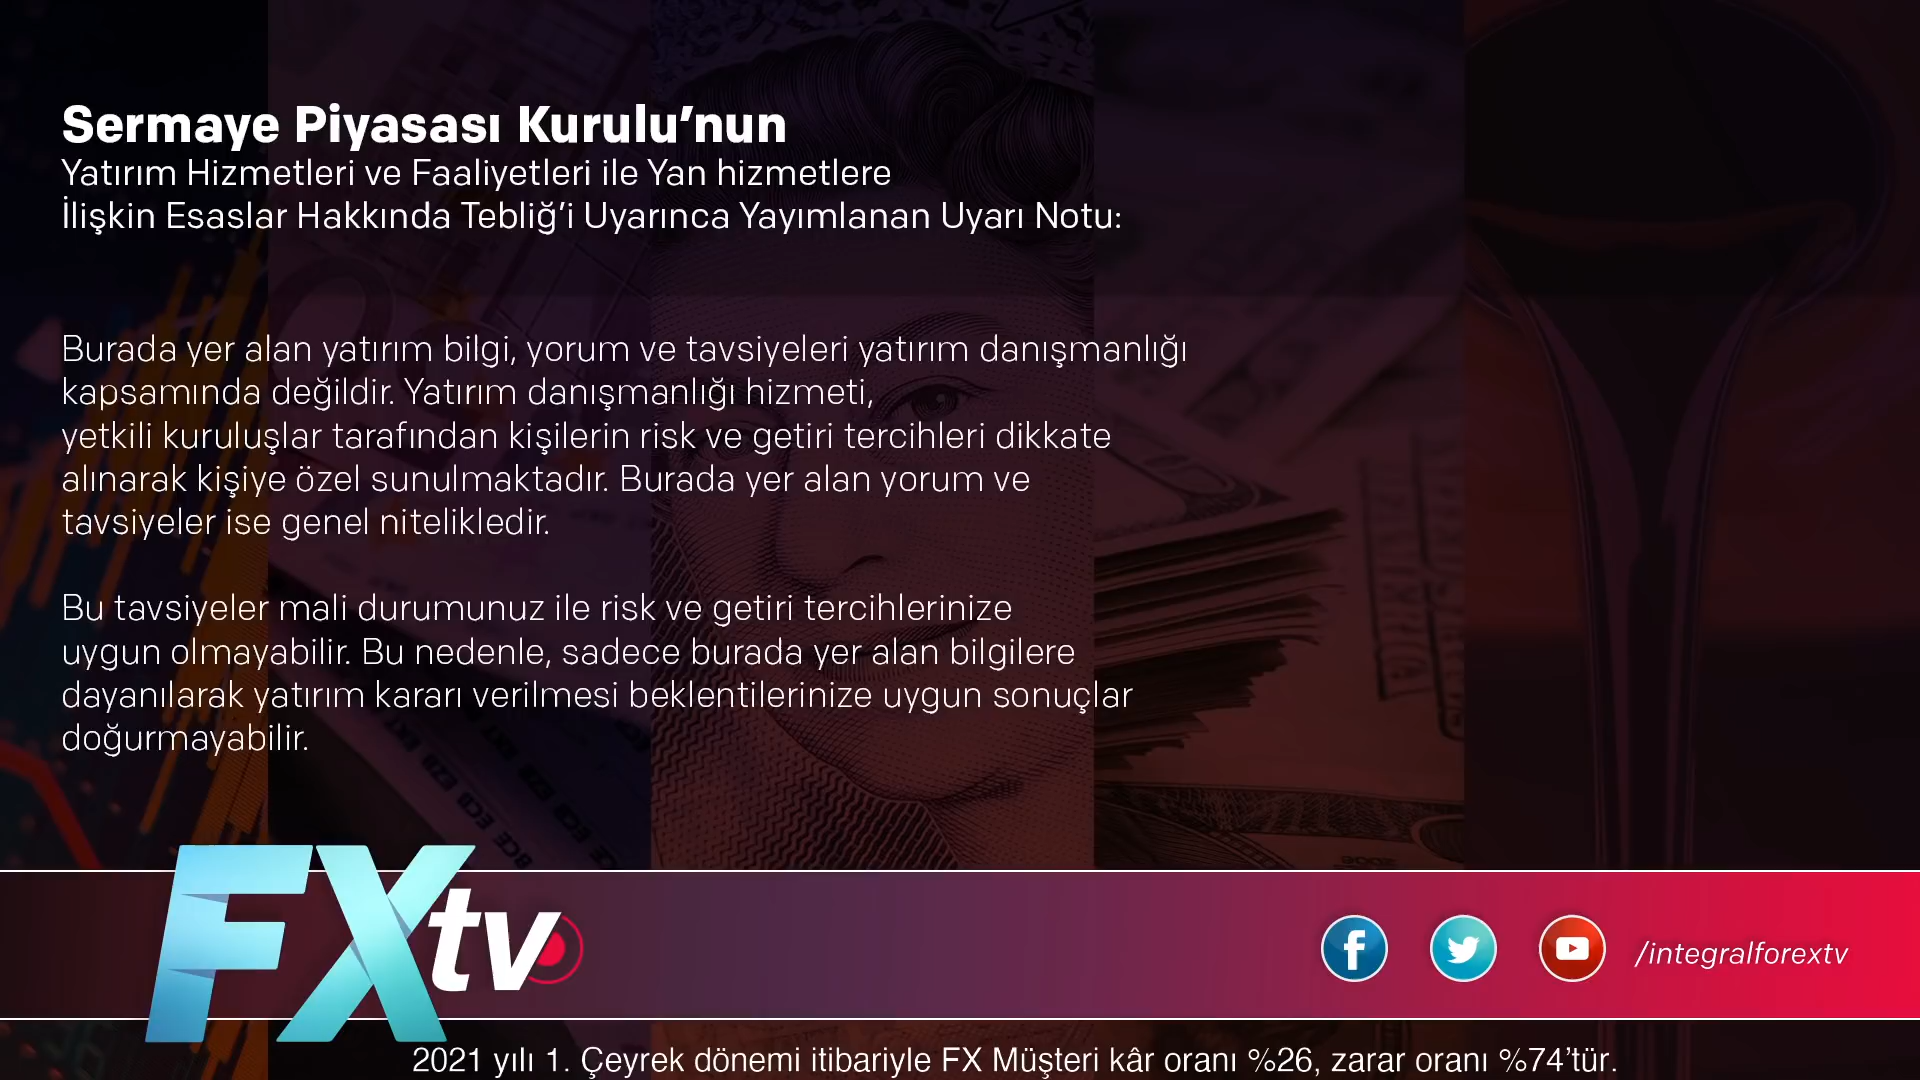 Sermaye Piyasası Kurulu’nun
Yatırım Hizmetleri ve Faaliyetleri ile Yan hizmetlere
İlişkin Esaslar Hakkında Tebliğ’i Uyarınca Yayımlanan Uyarı Notu:
Burada yer alan yatırım bilgi, yorum ve tavsiyeleri yatırım danışmanlığı
kapsamında değildir. Yatırım danışmanlığı hizmeti,
yetkili kuruluşlar tarafından kişilerin risk ve getiri tercihleri dikkate
alınarak kişiye özel sunulmaktadır. Burada yer alan yorum ve
tavsiyeler ise genel nitelikledir.
Bu tavsiyeler mali durumunuz ile risk ve getiri tercihlerinize
uygun olmayabilir. Bu nedenle, sadece burada yer alan bilgilere
dayanılarak yatırım kararı verilmesi beklentilerinize uygun sonuçlar
doğurmayabilir.
FXtv
/integralforextv
2021 yılı 1. Çeyrek dönemi itibariyle FX Müşteri kâr oranı %26, zarar oranı %74’tür.